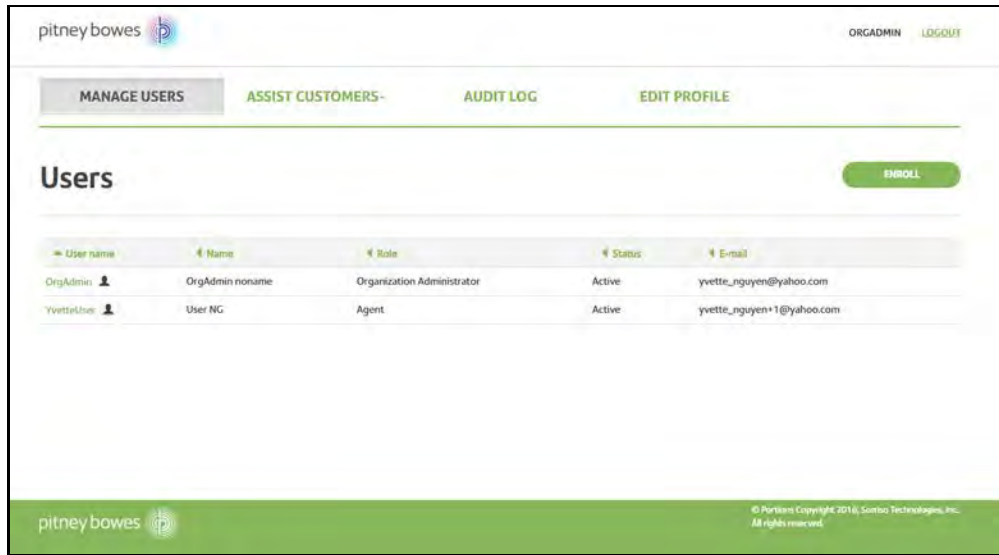 pitney bowes
ORGADMIN LOGOUT
MANAGE USERS ASSIST CUSTOMERS- AUDIT LOG EDIT PROFILE
Users
ENROLL
User name Name Role Status E-mail
OrgAdmin OrgAdmin noname Organization Administrator Active yvette_nguyen@yahoo.com
YvetteUser User NG Agent Active yvette_nguyen+1@yahoo.com
pitney bowes
© Portions Copyright 2016, Sorriso Technologies, Inc.
All rights reserved.